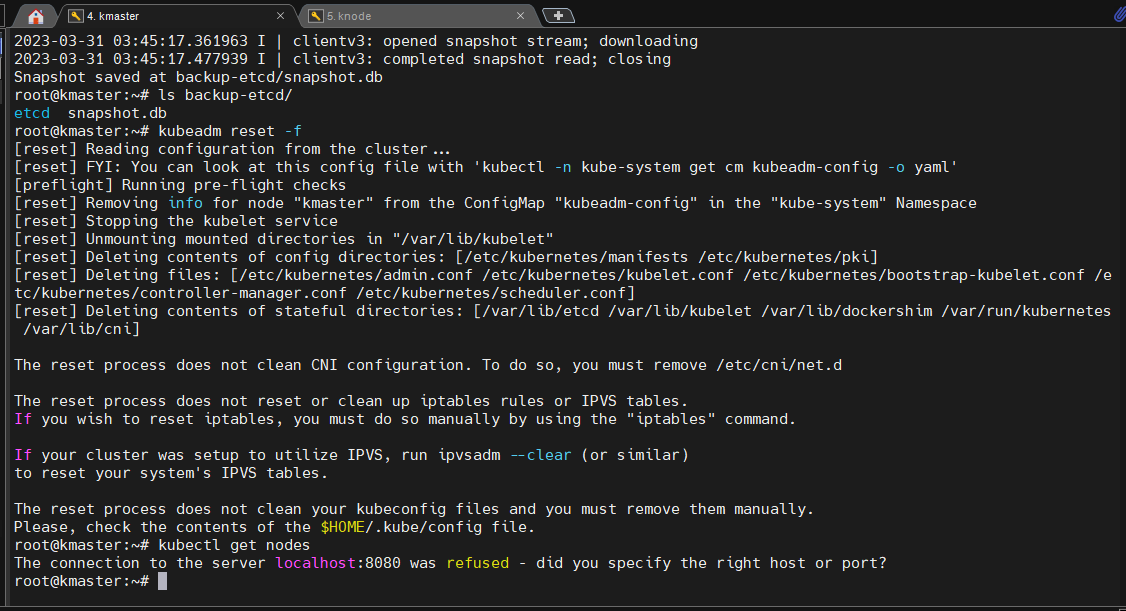 4. kmaster
5. knode
2023-03-31 03:45:17.361963 I | clientv3: opened snapshot stream; downloading
2023-03-31 03:45:17.477939 I | clientv3: completed snapshot read; closing
Snapshot saved at backup-etcd/snapshot.db
root@kmaster:~# ls backup-etcd/
etcd  snapshot.db
root@kmaster:~# kubeadm reset -f
[reset] Reading configuration from the cluster...
[reset] FYI: You can look at this config file with 'kubectl -n kube-system get cm kubeadm-config -o yaml'
[preflight] Running pre-flight checks
[reset] Removing info for node "kmaster" from the ConfigMap "kubeadm-config" in the "kube-system" Namespace
[reset] Stopping the kubelet service
[reset] Unmounting mounted directories in "/var/lib/kubelet"
[reset] Deleting contents of config directories: [/etc/kubernetes/manifests /etc/kubernetes/pki]
[reset] Deleting files: [/etc/kubernetes/admin.conf /etc/kubernetes/kubelet.conf /etc/kubernetes/bootstrap-kubelet.conf /e
tc/kubernetes/controller-manager.conf /etc/kubernetes/scheduler.conf]
[reset] Deleting contents of stateful directories: [/var/lib/etcd /var/lib/kubelet /var/lib/dockershim /var/run/kubernetes
 /var/lib/cni]
The reset process does not clean CNI configuration. To do so, you must remove /etc/cni/net.d
The reset process does not reset or clean up iptables rules or IPVS tables.
If you wish to reset iptables, you must do so manually by using the "iptables" command.
If your cluster was setup to utilize IPVS, run ipvsadm --clear (or similar)
to reset your system's IPVS tables.
The reset process does not clean your kubeconfig files and you must remove them manually.
Please, check the contents of the $HOME/.kube/config file.
root@kmaster:~# kubectl get nodes
The connection to the server localhost:8080 was refused - did you specify the right host or port?
root@kmaster:~#